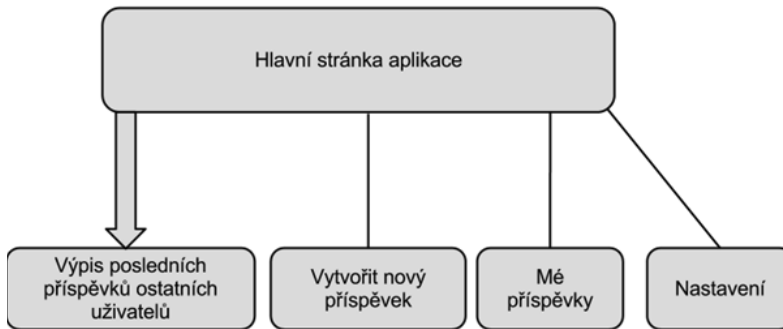 Hlavní stránka aplikace
Výpis posledních
příspěvků ostatních
uživatelů
Vytvořit nový
příspěvek
Mé
příspěvky
Nastavení